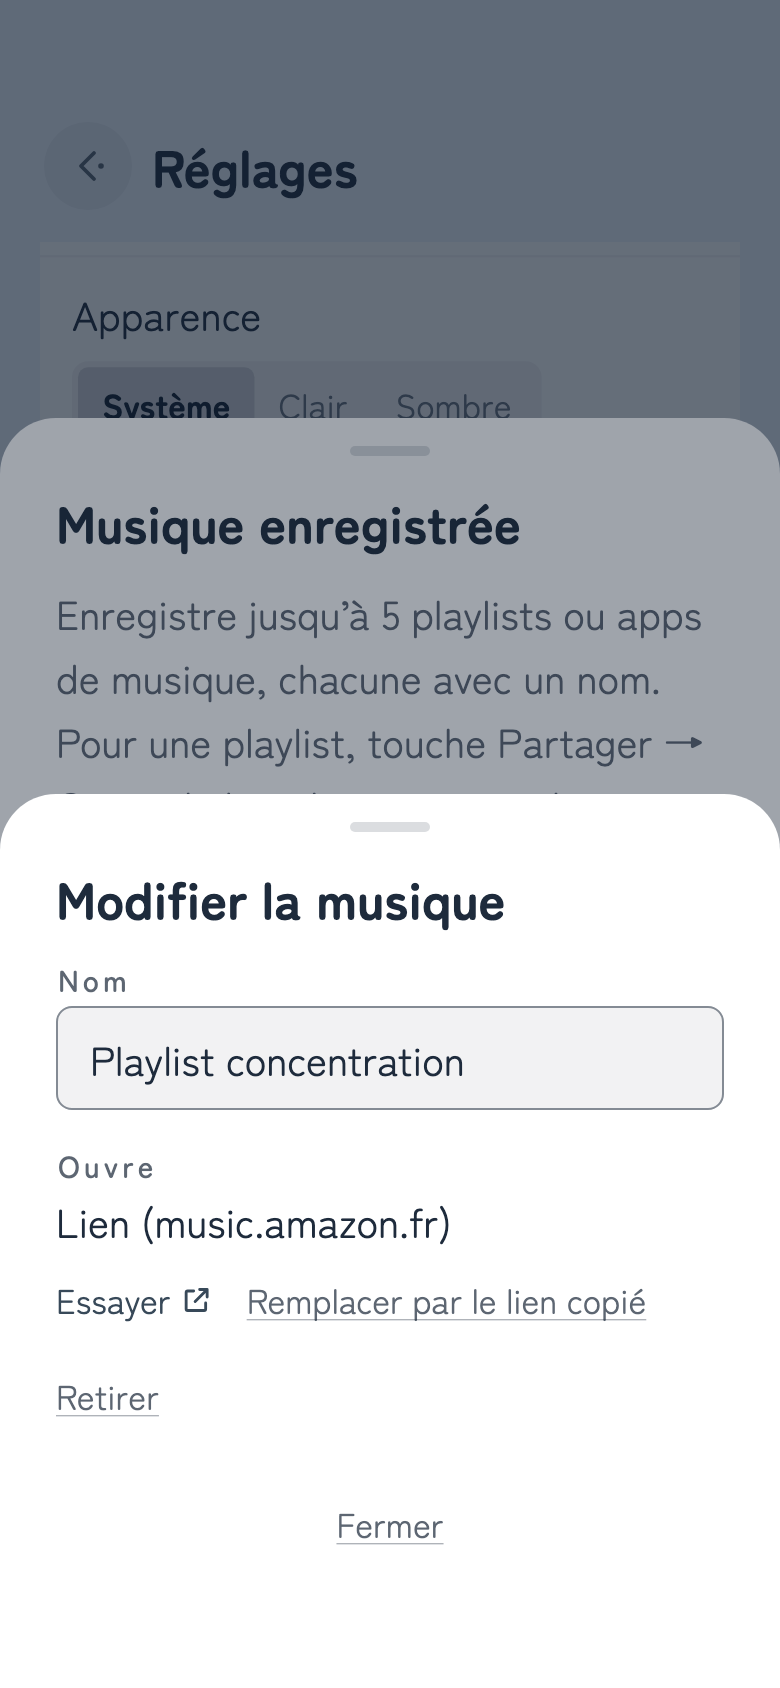 Réglages
Apparence
Système Clair Sombre
Musique enregistrée
Enregistre jusqu’à 5 playlists ou apps
de musique, chacune avec un nom.
Pour une playlist, touche Partager →
Modifier la musique
Nom
Playlist concentration
Ouvre
Lien (music.amazon.fr)
Essayer Remplacer par le lien copié
Retirer
Fermer